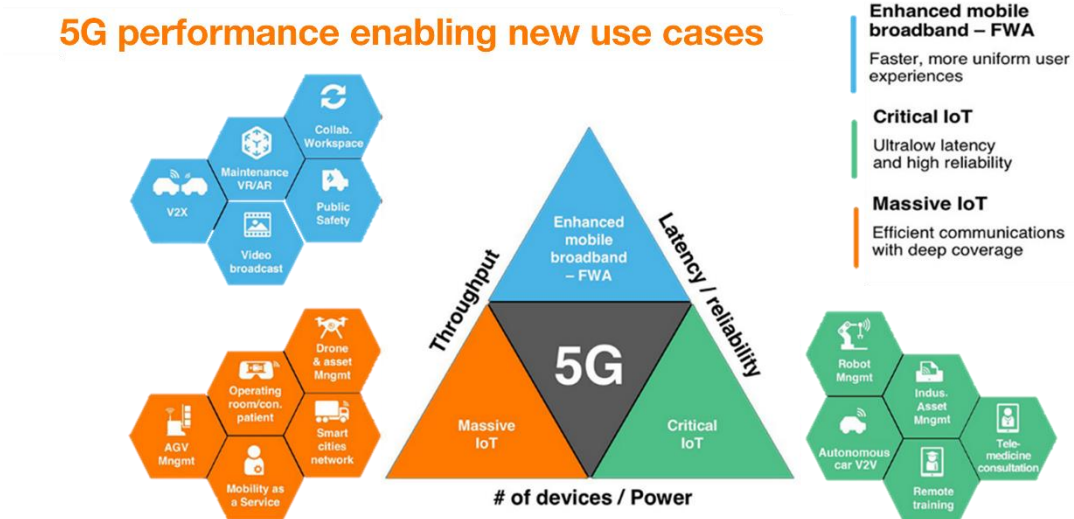 5G performance enabling new use cases
Enhanced mobile
broadband – FWA
Faster, more uniform user
experiences
Critical IoT
Ultralow latency
and high reliability
Massive IoT
Efficient communications
with deep coverage
Collab.
Workspace
Maintenance
VR/AR
V2X
Public
Safety
Video
broadcast
Enhanced
mobile
broadband
– FWA
Throughput
Latency / reliability
5G
Massive
IoT
Critical
IoT
# of devices / Power
Drone
& asset
Mngmt
Operating
room/con.
patient
AGV
Mngmt
Smart
cities
network
Mobility as
a Service
Robot
Mngmt
Indus.
Asset
Mngmt
Autonomous
car V2V
Tele-
medicine
consultation
Remote
training